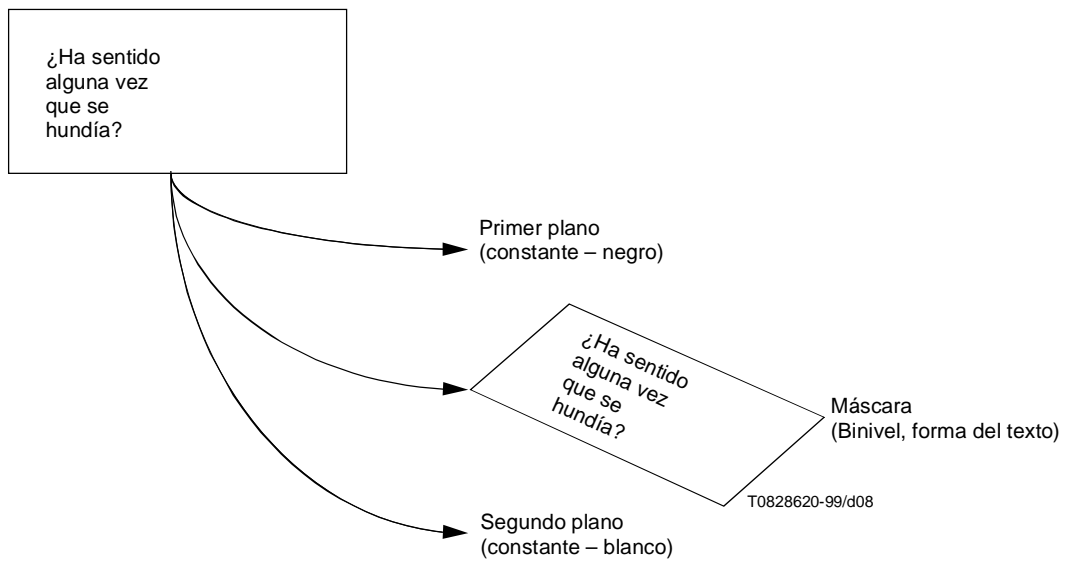 ¿Ha sentido
alguna vez
que se
hundía?
Primer plano
(constante – negro)
¿Ha sentido
alguna vez
que se
hundía?
Máscara
(Binivel, forma del texto)
T0828620-99/d08
Segundo plano
(constante – blanco)